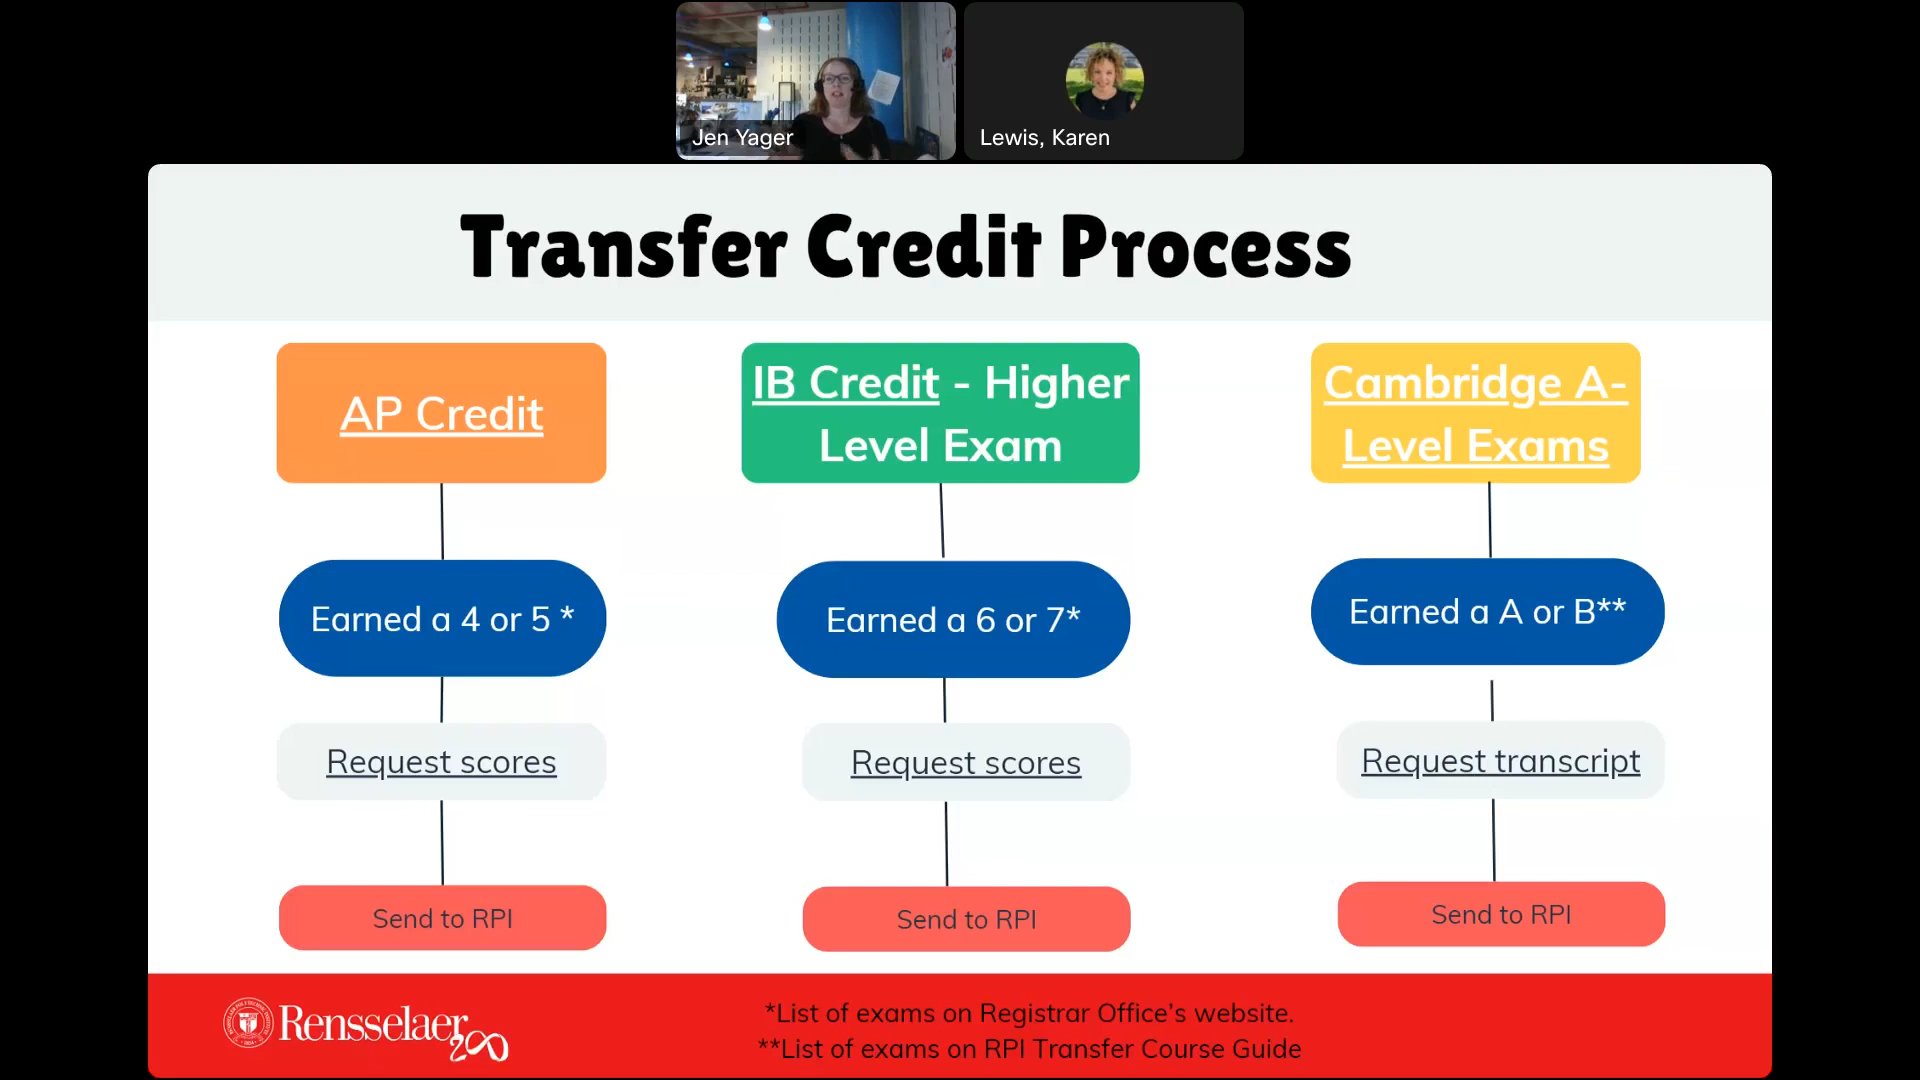 Jen Yager
Lewis, Karen
Transfer Credit Process
AP Credit
IB Credit - Higher
Level Exam
Cambridge A-
Level Exams
Earned a 4 or 5 *
Earned a 6 or 7*
Earned a A or B**
Request scores
Request scores
Request transcript
Send to RPI
Send to RPI
Send to RPI
Rensselaer
200
*List of exams on Registrar Office's website.
**List of exams on RPI Transfer Course Guide